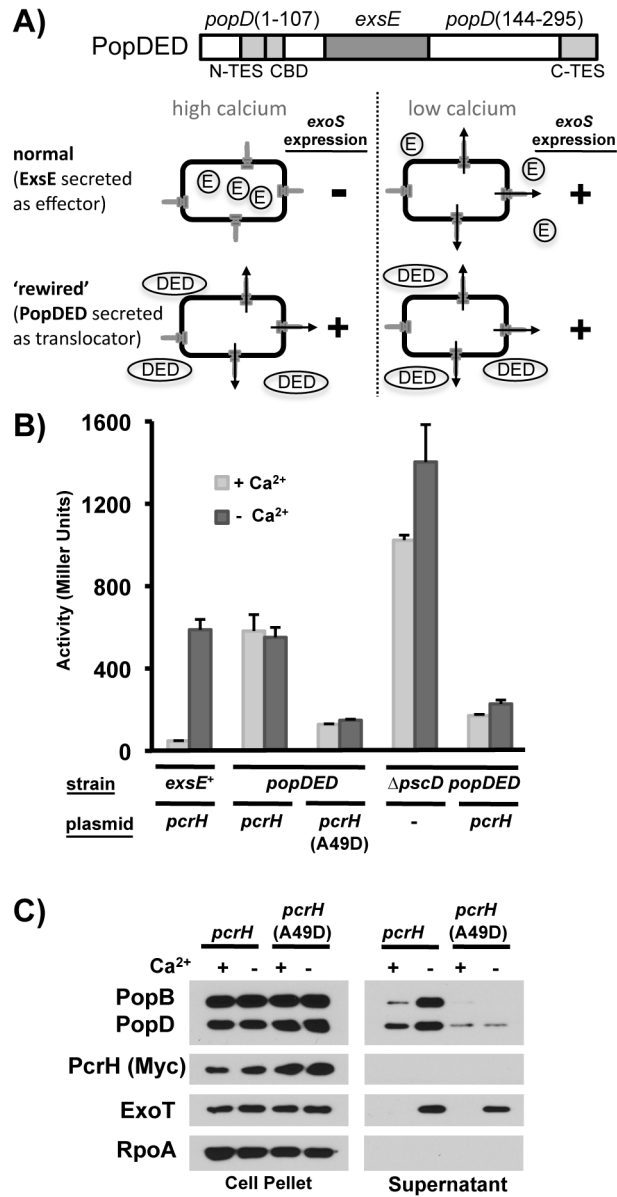 A)
popD(1-107) exsE popD(144-295)
PopDED
N-TES CBD C-TES
high calcium low calcium
exoS
expression
exoS
expression
normal
(ExsE secreted
as effector)
E E E E
-
E E E
+
'rewired'
(PopDED secreted
as translocator)
DED DED DED
+
DED DED DED
+
B)
1600
1200
800
400
0
Activity (Miller Units)
+ Ca2+
- Ca2+
strain exsE+ popDED ΔpscD popDED
plasmid pcrH pcrH pcrH
(A49D) - pcrH
C)
pcrH pcrH
(A49D) pcrH pcrH
(A49D)
Ca2+ + - + - + - + -
PopB
PopD
PcrH (Myc)
ExoT
RpoA
Cell Pellet Supernatant